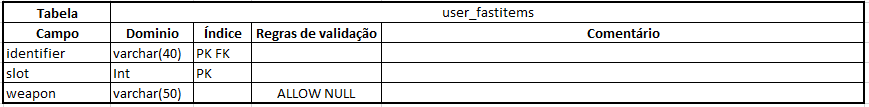 Tabela user_fastitems
Campo Dominio Índice Regras de validação Comentário
identifier varchar(40) PK FK
slot Int PK
weapon varchar(50) ALLOW NULL